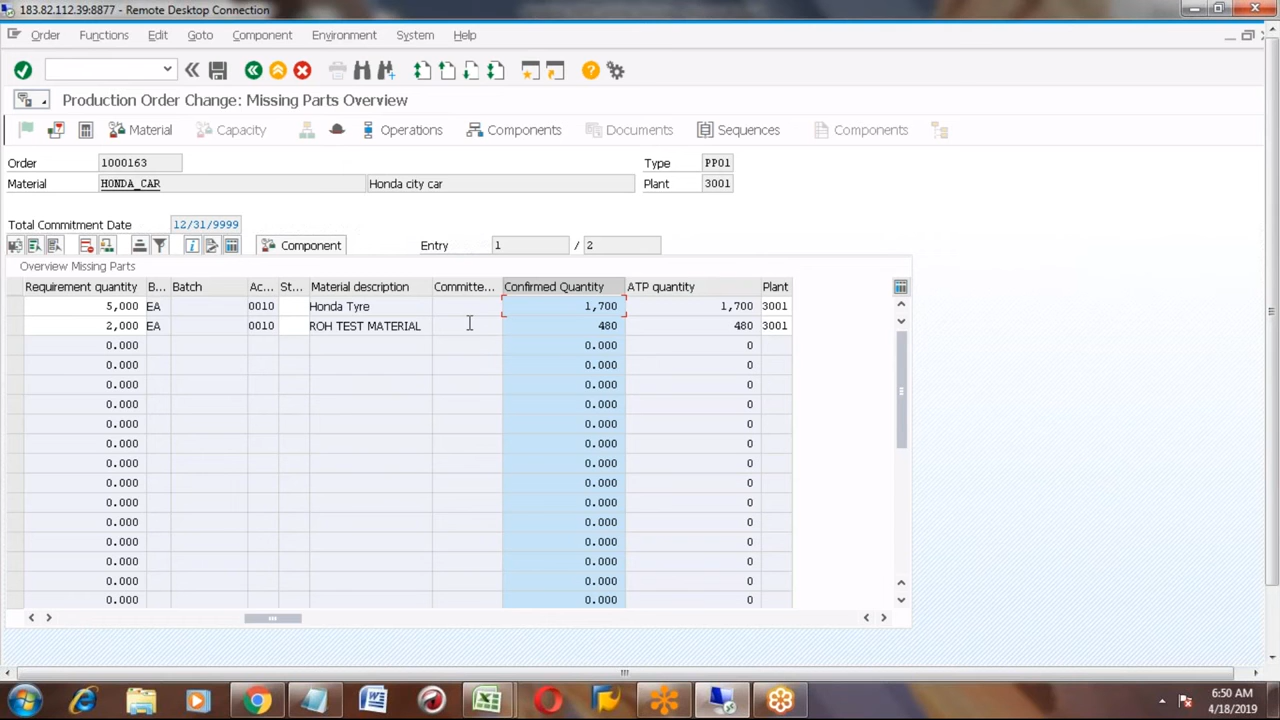 183.82.112.39:8877 - Remote Desktop Connection
Order Functions Edit Goto Component Environment System Help
Production Order Change: Missing Parts Overview
Material Capacity Operations Components Documents Sequences Components
Order 1000163 Type PP01
Material HONDA_CAR Honda city car Plant 3001
Total Commitment Date 12/31/9999
Component Entry 1 / 2
Overview Missing Parts
Requirement quantity B... Batch Ac... St... Material description Committe... Confirmed Quantity ATP quantity Plant
5,000 EA 0010 Honda Tyre 1,700 1,700 3001
2,000 EA 0010 ROH TEST MATERIAL 480 480 3001
0.000 0.000 0
0.000 0.000 0
0.000 0.000 0
0.000 0.000 0
0.000 0.000 0
0.000 0.000 0
0.000 0.000 0
0.000 0.000 0
0.000 0.000 0
0.000 0.000 0
0.000 0.000 0
0.000 0.000 0
0.000 0.000 0
0.000 0.000 0
6:50 AM
4/18/2019